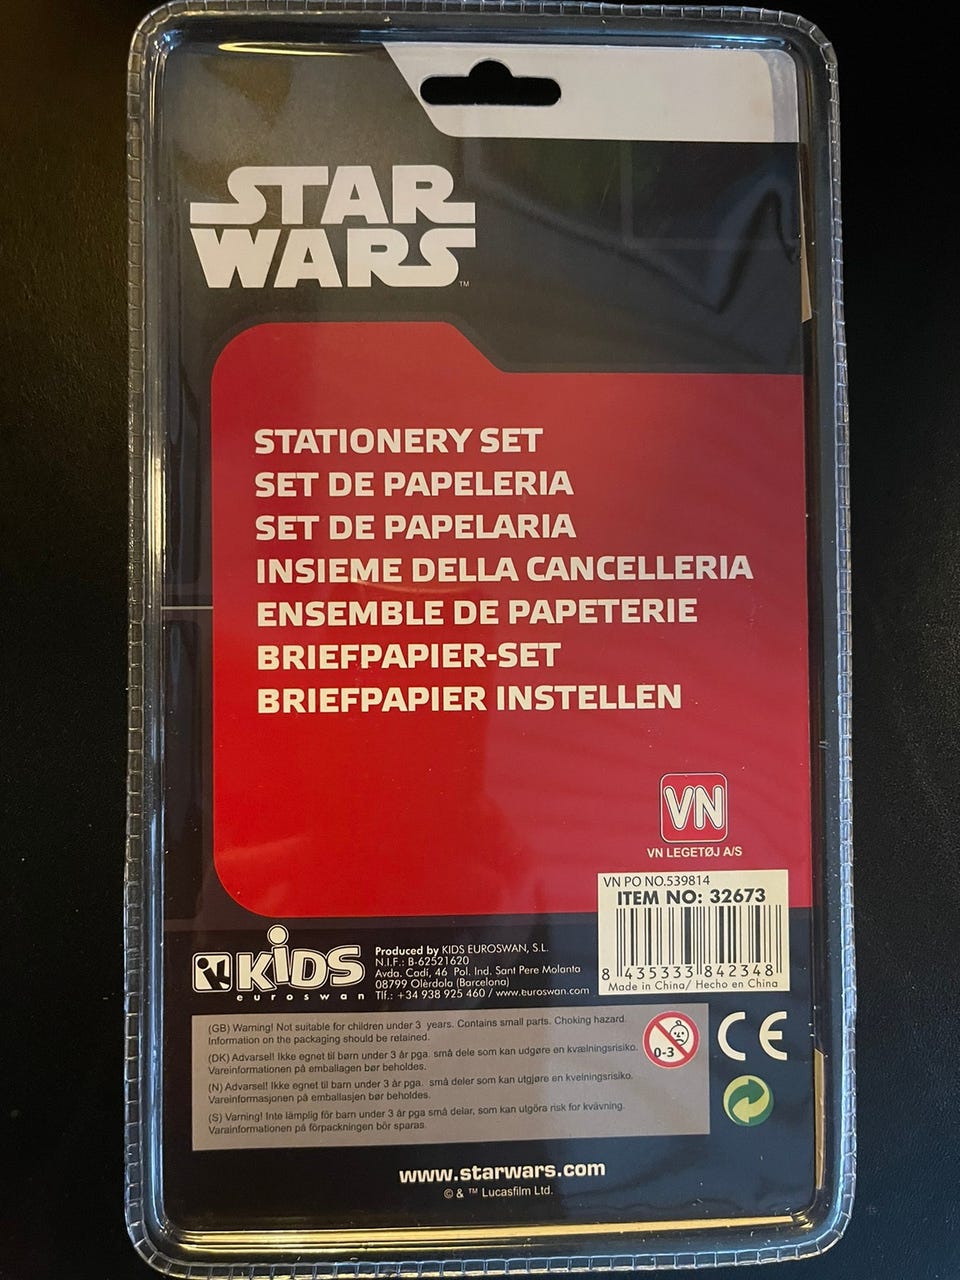 STAR
WARS
™
STATIONERY SET
SET DE PAPELERIA
SET DE PAPELARIA
INSIEME DELLA CANCELLERIA
ENSEMBLE DE PAPETERIE
BRIEFPAPIER-SET
BRIEFPAPIER INSTELLEN
VN
VN LEGETØJ A/S
VN PO NO.539814
ITEM NO: 32673
8 435333 842348
Made in China/ Hecho en China
KiDS
euroswan
Produced by KIDS EUROSWAN, S.L.
N.I.F.: B-62521620
Avda. Cadí, 46 Pol. Ind. Sant Pere Molanta
08799 Olèrdola (Barcelona)
Tlf.: +34 938 925 460 / www.euroswan.com
(GB) Warning! Not suitable for children under 3 years. Contains small parts. Choking hazard.
Information on the packaging should be retained.
(DK) Advarsel! Ikke egnet til børn under 3 år pga. små dele som kan udgøre en kvælningsrisiko.
Vareinformationen på emballagen bør beholdes.
(N) Advarsel! Ikke egnet til barn under 3 år pga. små deler som kan utgjøre en kvelningsrisiko.
Vareinformasjonen på emballasjen bør beholdes.
(S) Varning! Inte lämplig för barn under 3 år pga små delar, som kan utgöra risk för kvävning.
Varainformationen på förpackningen bör sparas.
0-3
CE
www.starwars.com
© & ™ Lucasfilm Ltd.